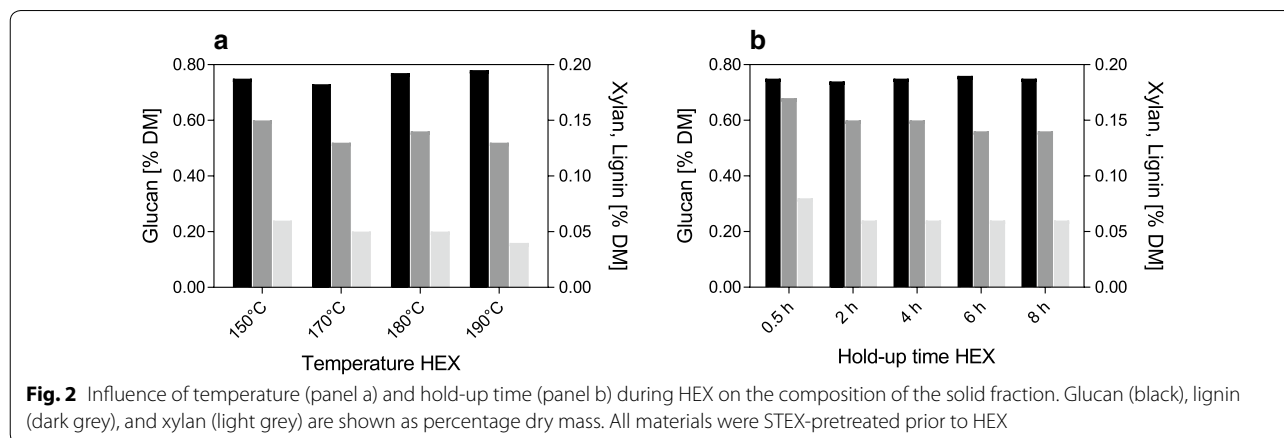 a
0.80
0.60
0.40
0.20
0.00
Glucan [% DM]
0.20
0.15
0.10
0.05
0.00
Xylan, Lignin [% DM]
150°C
170°C
180°C
190°C
Temperature HEX
b
0.80
0.60
0.40
0.20
0.00
Glucan [% DM]
0.20
0.15
0.10
0.05
0.00
Xylan, Lignin [% DM]
0.5 h
2 h
4 h
6 h
8 h
Hold-up time HEX
Fig. 2 Influence of temperature (panel a) and hold-up time (panel b) during HEX on the composition of the solid fraction. Glucan (black), lignin
(dark grey), and xylan (light grey) are shown as percentage dry mass. All materials were STEX-pretreated prior to HEX